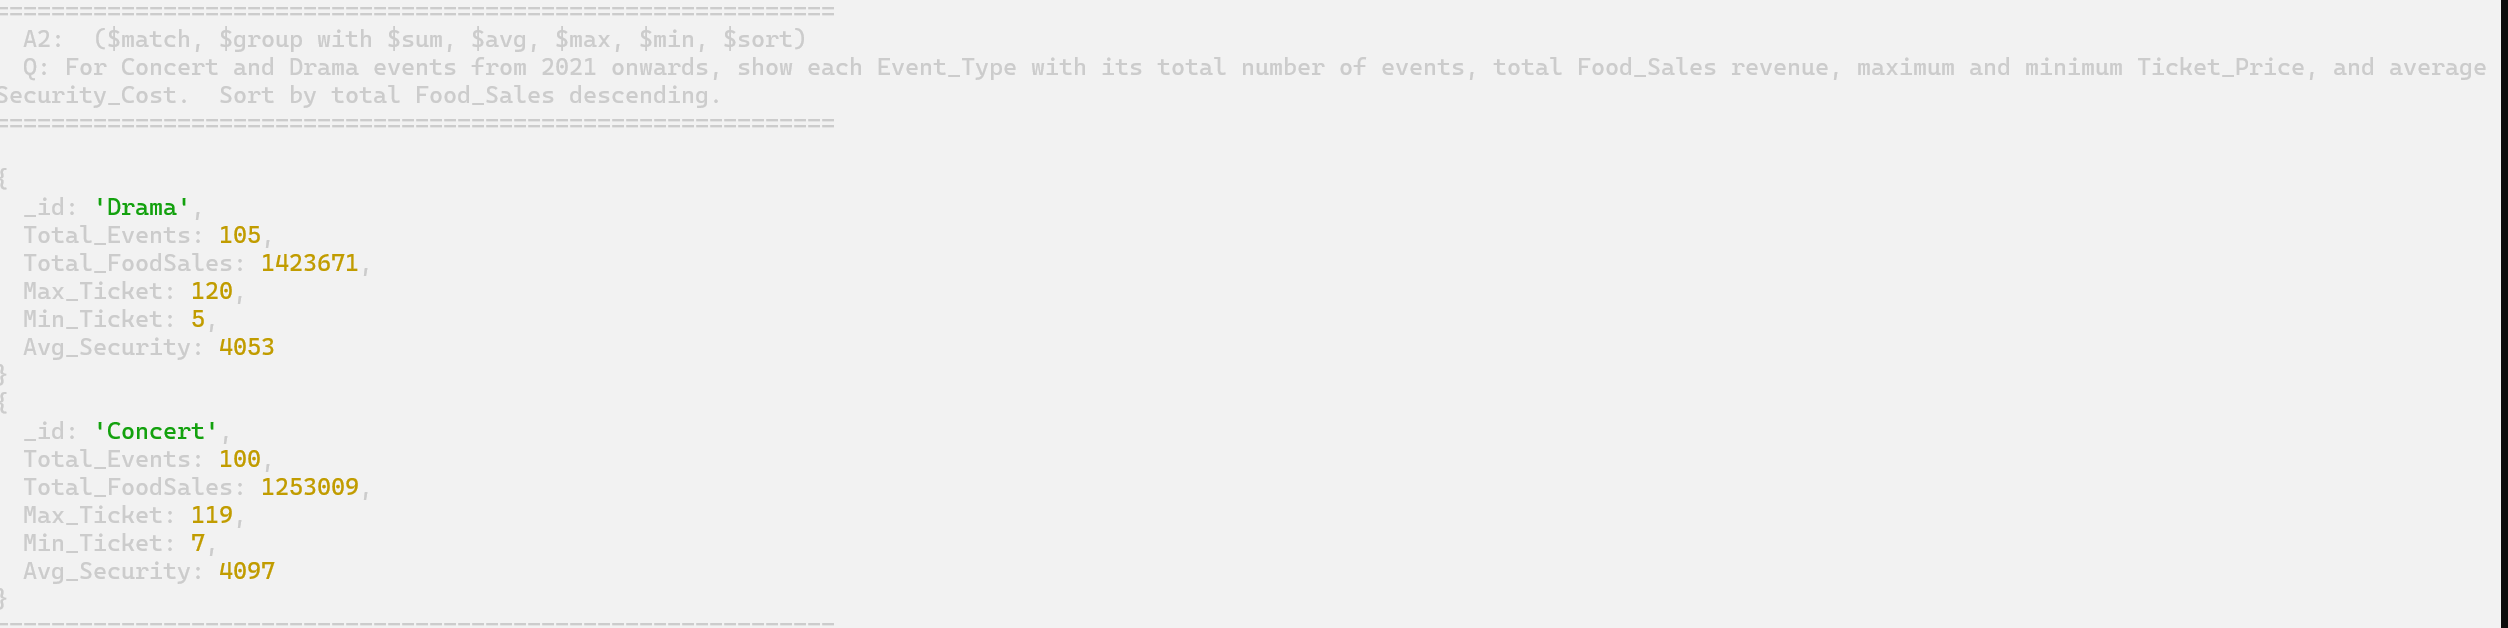 ============================================================
A2:  ($match, $group with $sum, $avg, $max, $min, $sort)
Q: For Concert and Drama events from 2021 onwards, show each Event_Type with its total number of events, total Food_Sales revenue, maximum and minimum Ticket_Price, and average
Security_Cost.  Sort by total Food_Sales descending.
============================================================
{
_id: 'Drama',
Total_Events: 105,
Total_FoodSales: 1423671,
Max_Ticket: 120,
Min_Ticket: 5,
Avg_Security: 4053
}
{
_id: 'Concert',
Total_Events: 100,
Total_FoodSales: 1253009,
Max_Ticket: 119,
Min_Ticket: 7,
Avg_Security: 4097
}
============================================================